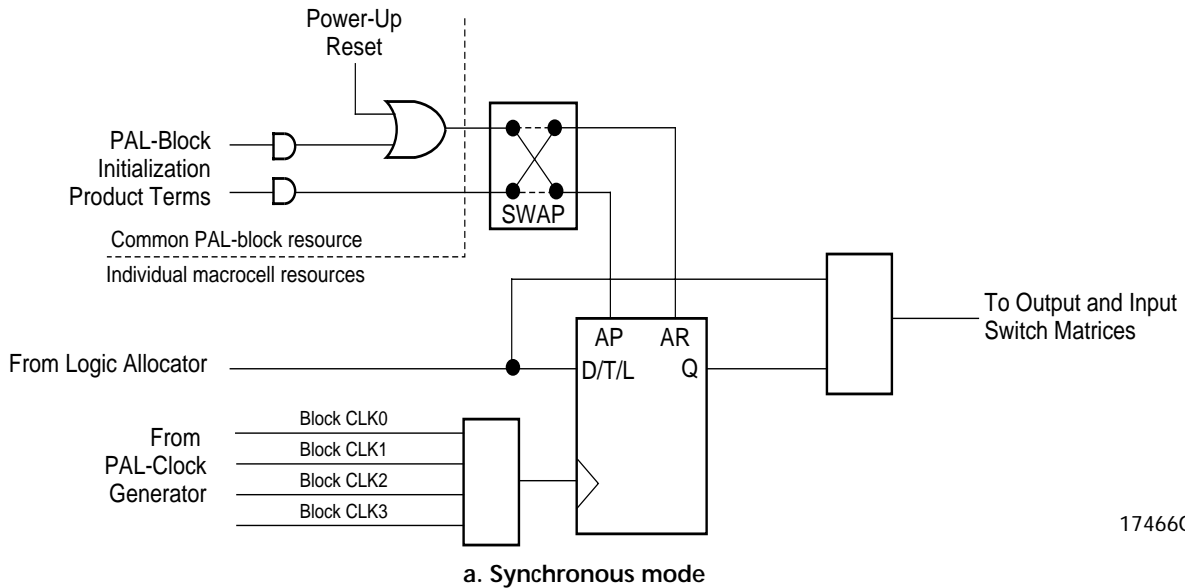 Power-Up
Reset
PAL-Block
Initialization
Product Terms
SWAP
Common PAL-block resource
Individual macrocell resources
To Output and Input
Switch Matrices
AP AR
From Logic Allocator
D/T/L Q
From
PAL-Clock
Generator
Block CLK0
Block CLK1
Block CLK2
Block CLK3
17466
a. Synchronous mode